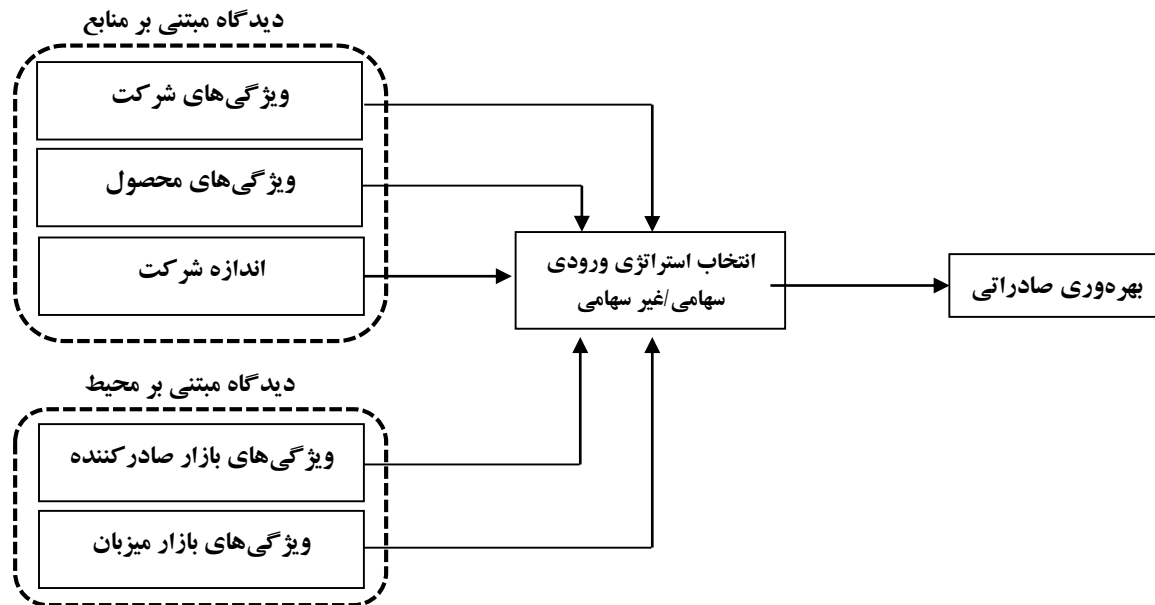 دیدگاه مبتنی بر منابع
ویژگی‌های شرکت
ویژگی‌های محصول
اندازه شرکت
انتخاب استراتژی ورودی
سهامی/غیر سهامی
بهره‌وری صادراتی
دیدگاه مبتنی بر محیط
ویژگی‌های بازار صادرکننده
ویژگی‌های بازار میزبان